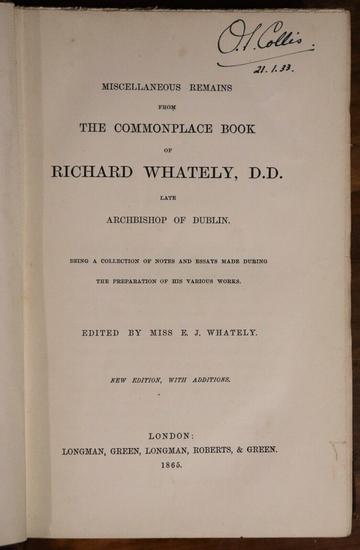 O. S. Collis.
21.1.33.
MISCELLANEOUS REMAINS
FROM
THE COMMONPLACE BOOK
OF
RICHARD WHATELY, D.D.
LATE
ARCHBISHOP OF DUBLIN.
BEING A COLLECTION OF NOTES AND ESSAYS MADE DURING
THE PREPARATION OF HIS VARIOUS WORKS.
EDITED BY MISS E. J. WHATELY.
NEW EDITION, WITH ADDITIONS.
LONDON:
LONGMAN, GREEN, LONGMAN, ROBERTS, & GREEN.
1865.